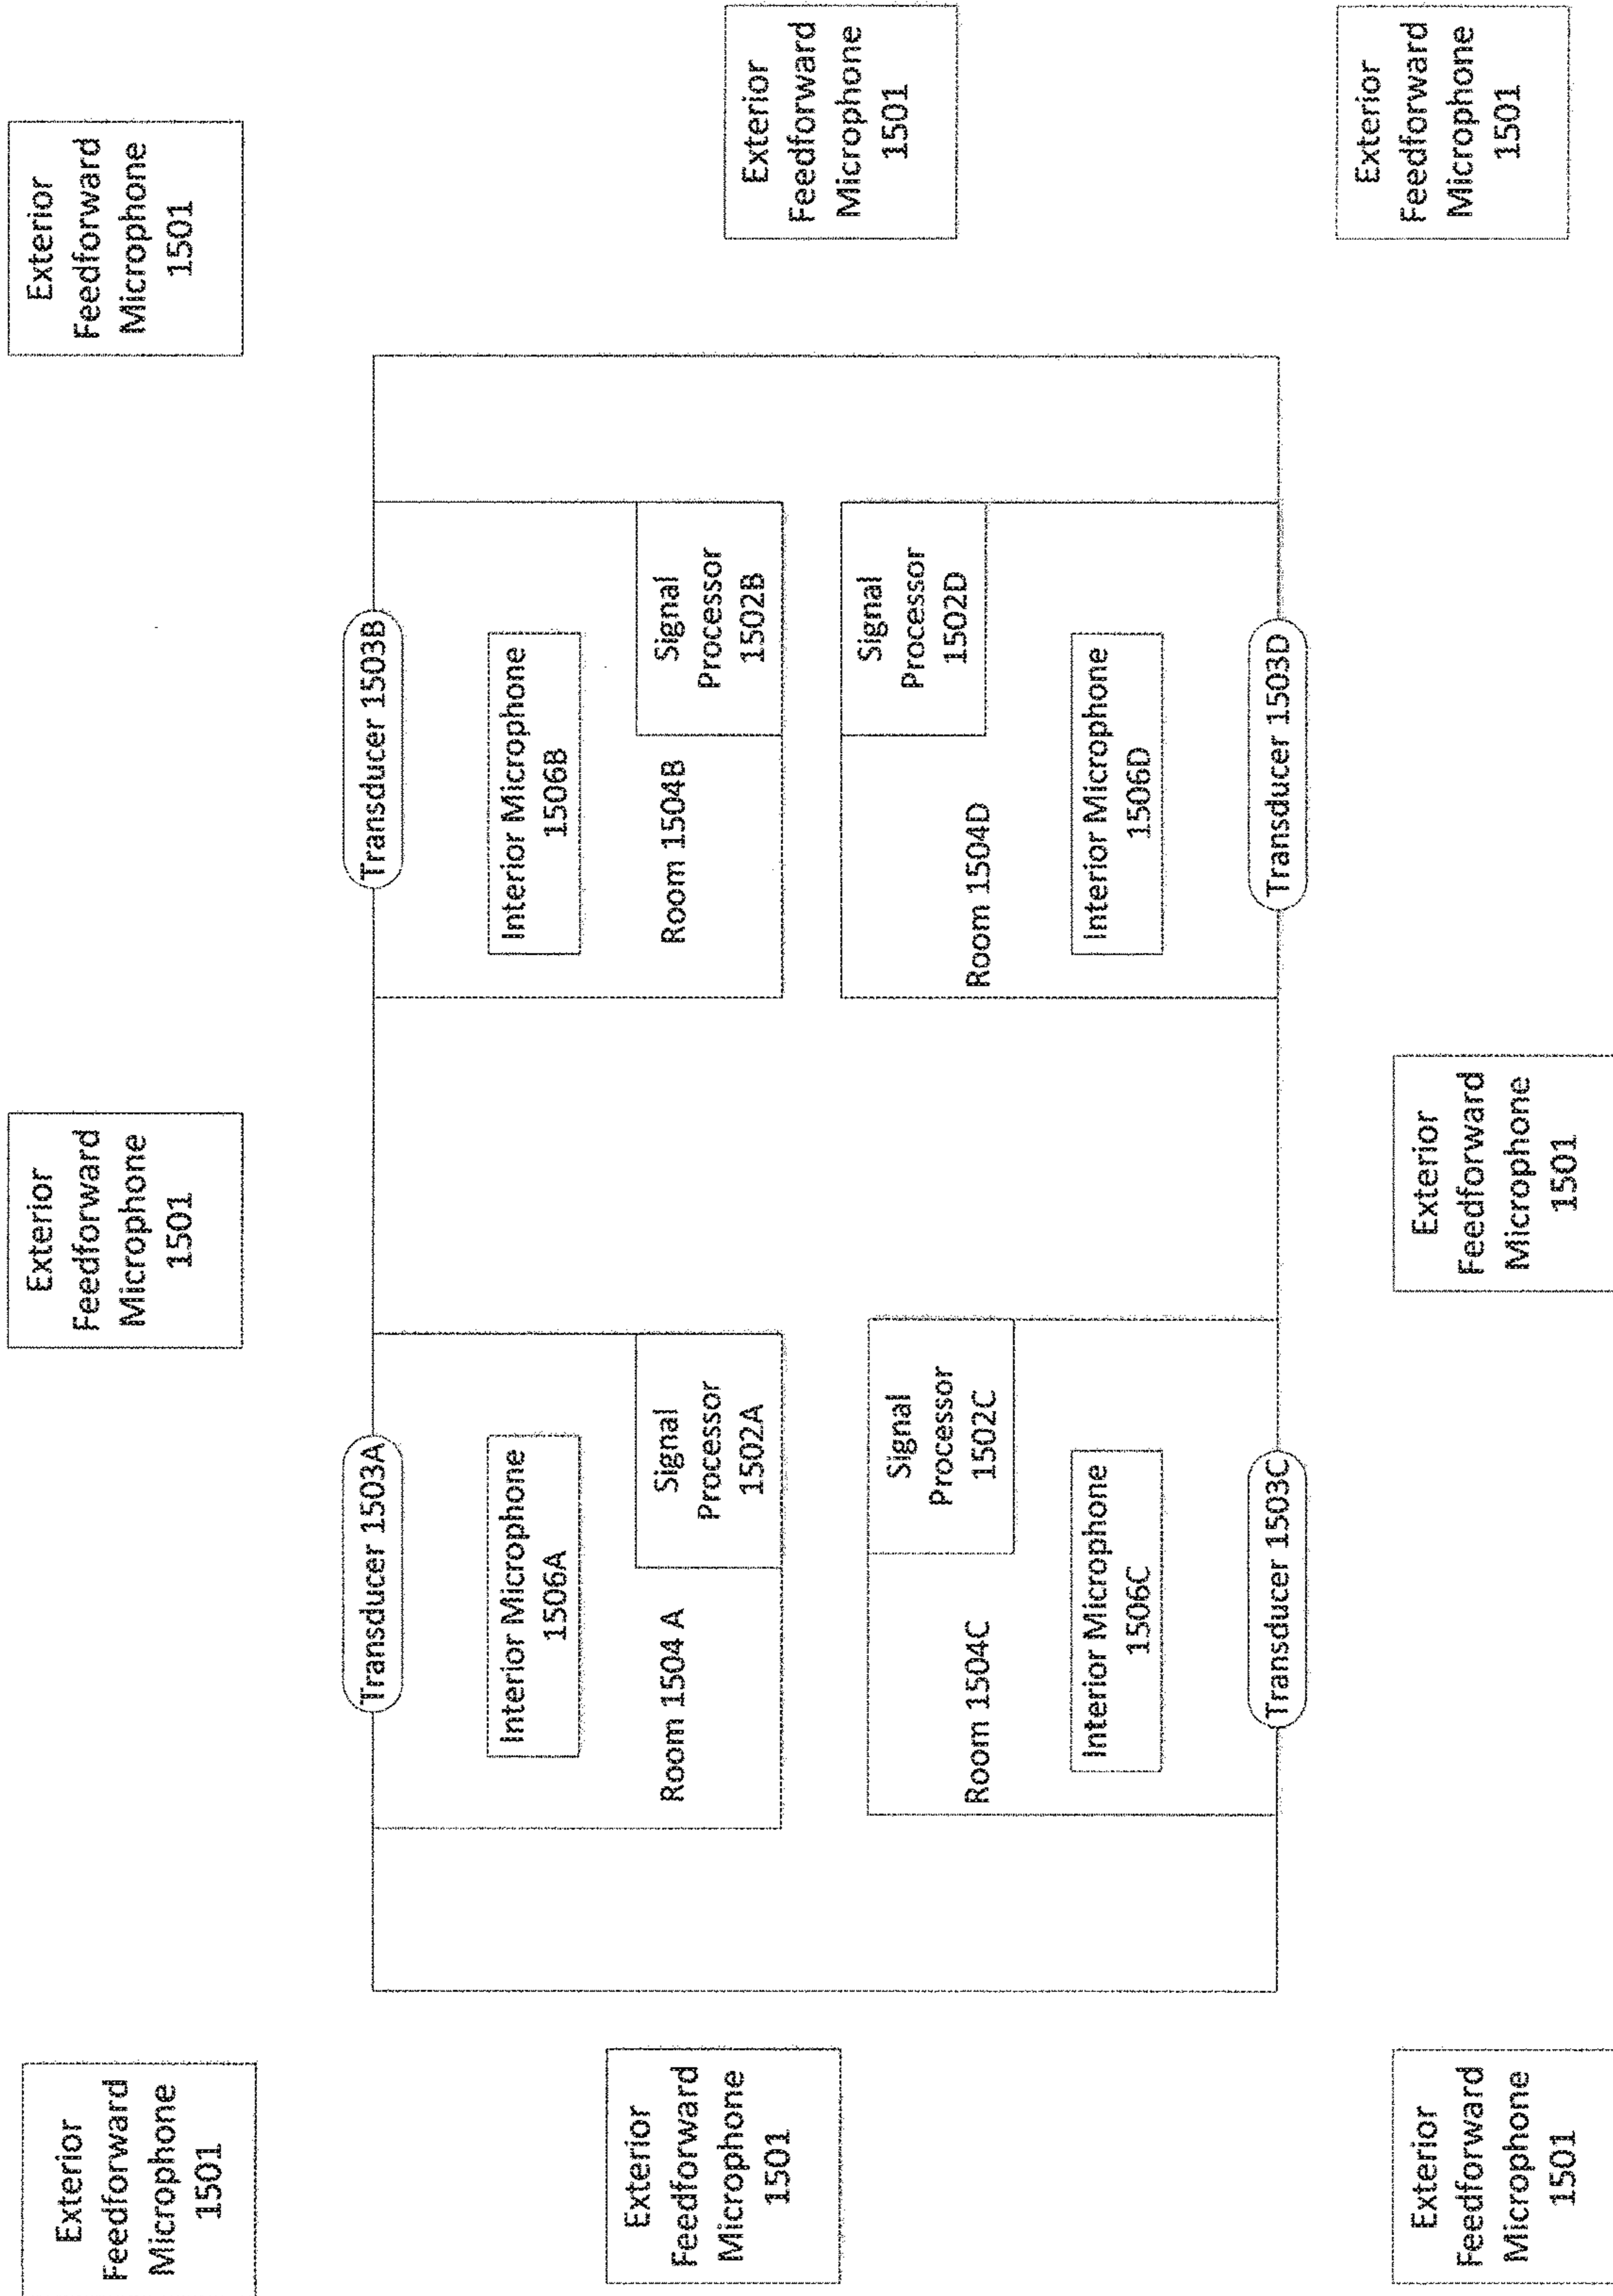 Exterior
Feedforward
Microphone
1501
Exterior
Feedforward
Microphone
1501
Exterior
Feedforward
Microphone
1501
Transducer 1503A
Transducer 1503B
Interior Microphone
1506A
Room 1504 A
Signal
Processor
1502A
Interior Microphone
1506B
Room 1504B
Signal
Processor
1502B
Exterior
Feedforward
Microphone
1501
Exterior
Feedforward
Microphone
1501
Signal
Processor
1502C
Room 1504C
Interior Microphone
1506C
Signal
Processor
1502D
Room 1504D
Interior Microphone
1506D
Transducer 1503C
Transducer 1503D
Exterior
Feedforward
Microphone
1501
Exterior
Feedforward
Microphone
1501
Exterior
Feedforward
Microphone
1501